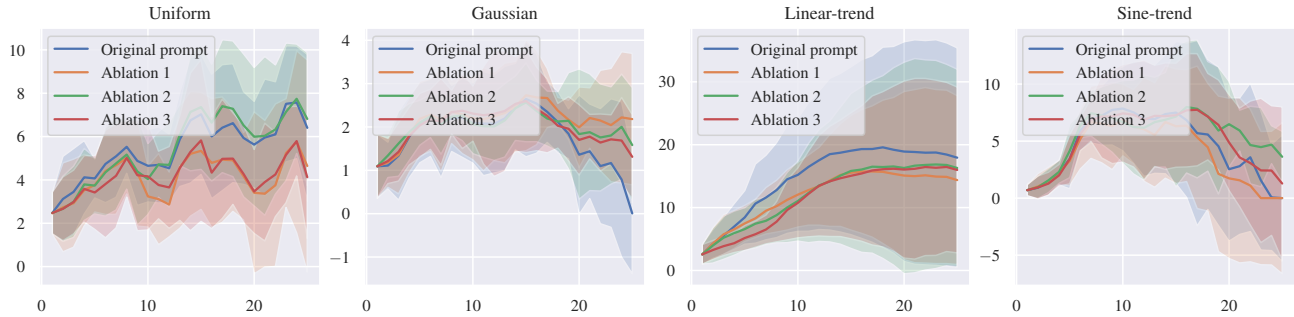 Uniform
10
8
6
4
2
0
0
10
20
Original prompt
Ablation 1
Ablation 2
Ablation 3
Gaussian
4
3
2
1
0
−1
0
10
20
Original prompt
Ablation 1
Ablation 2
Ablation 3
Linear-trend
30
20
10
0
0
10
20
Original prompt
Ablation 1
Ablation 2
Ablation 3
Sine-trend
10
5
0
−5
0
10
20
Original prompt
Ablation 1
Ablation 2
Ablation 3